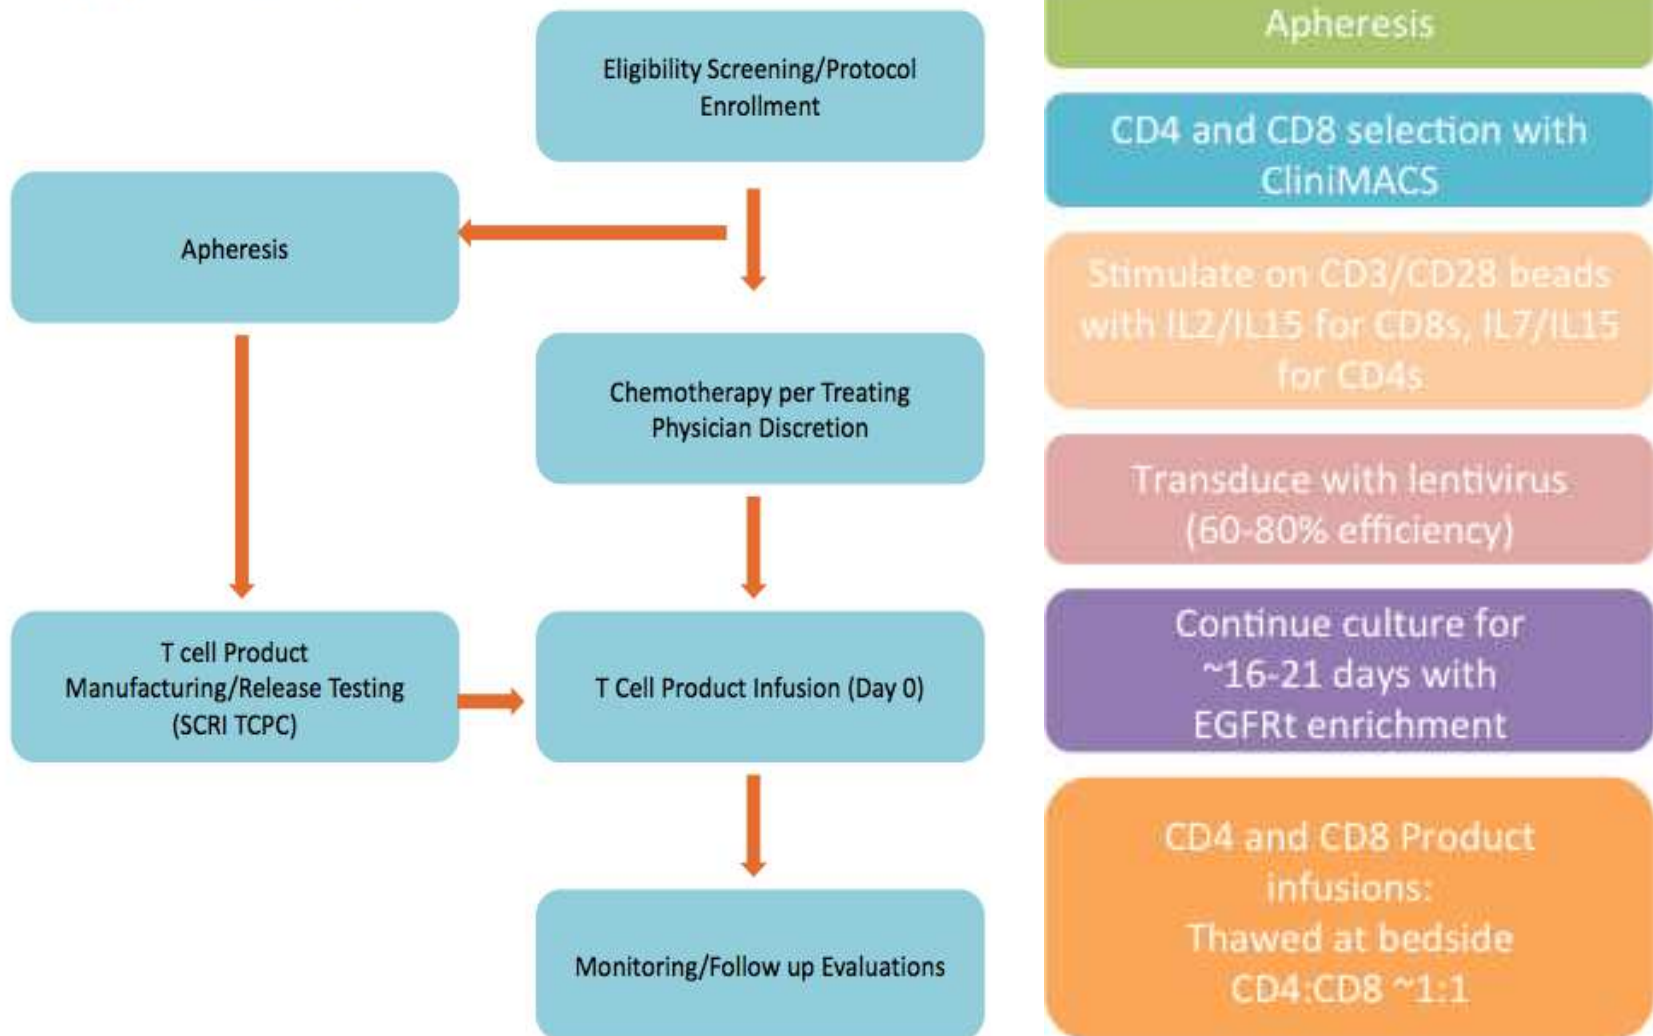 Eligibility Screening/Protocol
Enrollment
Apheresis
Chemotherapy per Treating
Physician Discretion
T cell Product
Manufacturing/Release Testing
(SCRI TCPC)
T Cell Product Infusion (Day 0)
Monitoring/Follow up Evaluations
Apheresis
CD4 and CD8 selection with
CliniMACS
Stimulate on CD3/CD28 beads
with IL2/IL15 for CD8s, IL7/IL15
for CD4s
Transduce with lentivirus
(60-80% efficiency)
Continue culture for
~16-21 days with
EGFRt enrichment
CD4 and CD8 Product
infusions:
Thawed at bedside
CD4:CD8 ~1:1